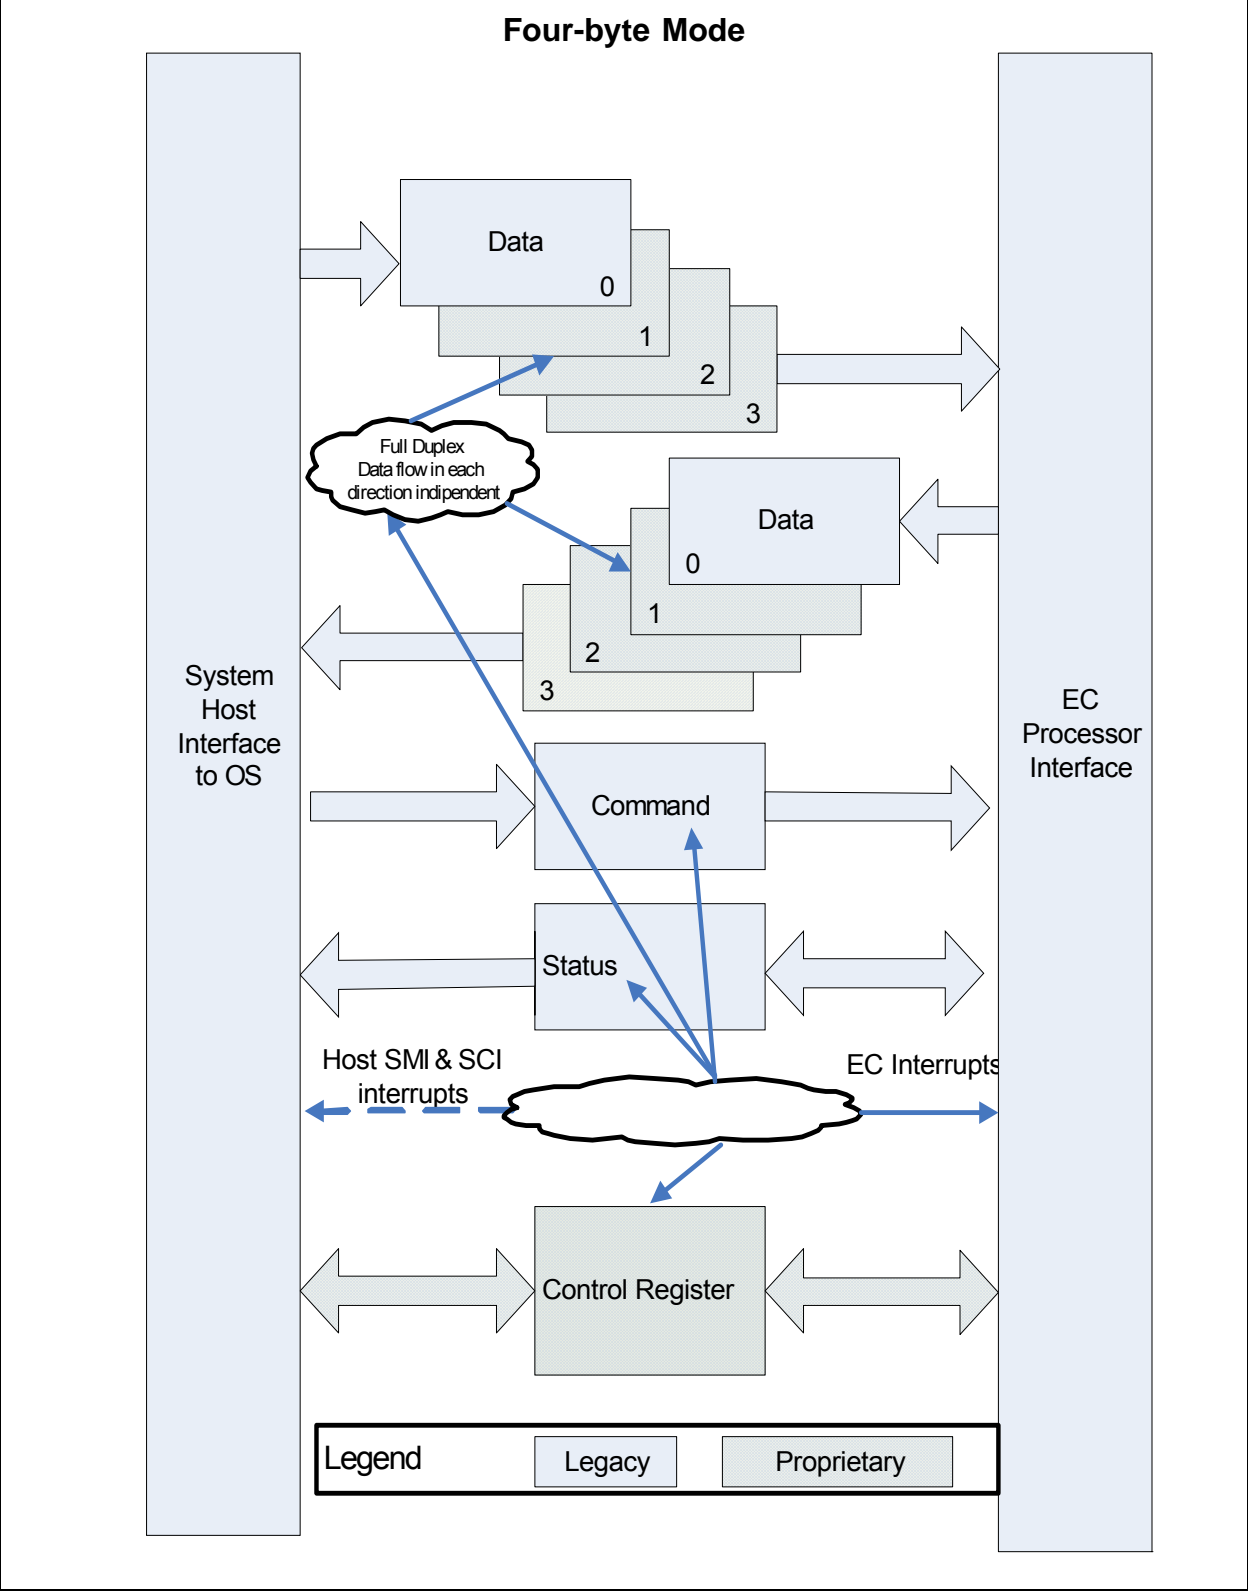 Four-byte Mode
Data
0
1
2
3
Full Duplex
Data flow in each
direction indipendent
Data
0
1
2
3
System
Host
Interface
to OS
EC
Processor
Interface
Command
Status
Host SMI & SCI
interrupts
EC Interrupts
Control Register
Legend
Legacy
Proprietary